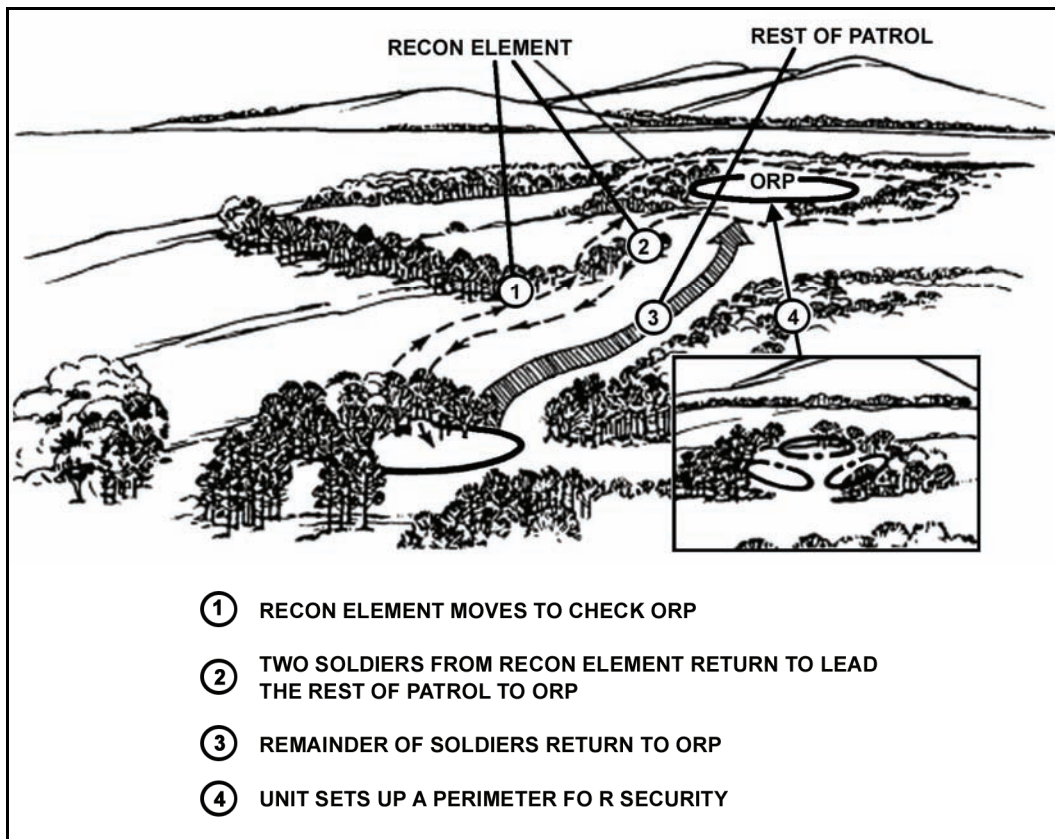 RECON ELEMENT
REST OF PATROL
ORP
2
1
3
4
1 RECON ELEMENT MOVES TO CHECK ORP
2 TWO SOLDIERS FROM RECON ELEMENT RETURN TO LEAD
THE REST OF PATROL TO ORP
3 REMAINDER OF SOLDIERS RETURN TO ORP
4 UNIT SETS UP A PERIMETER FO R SECURITY